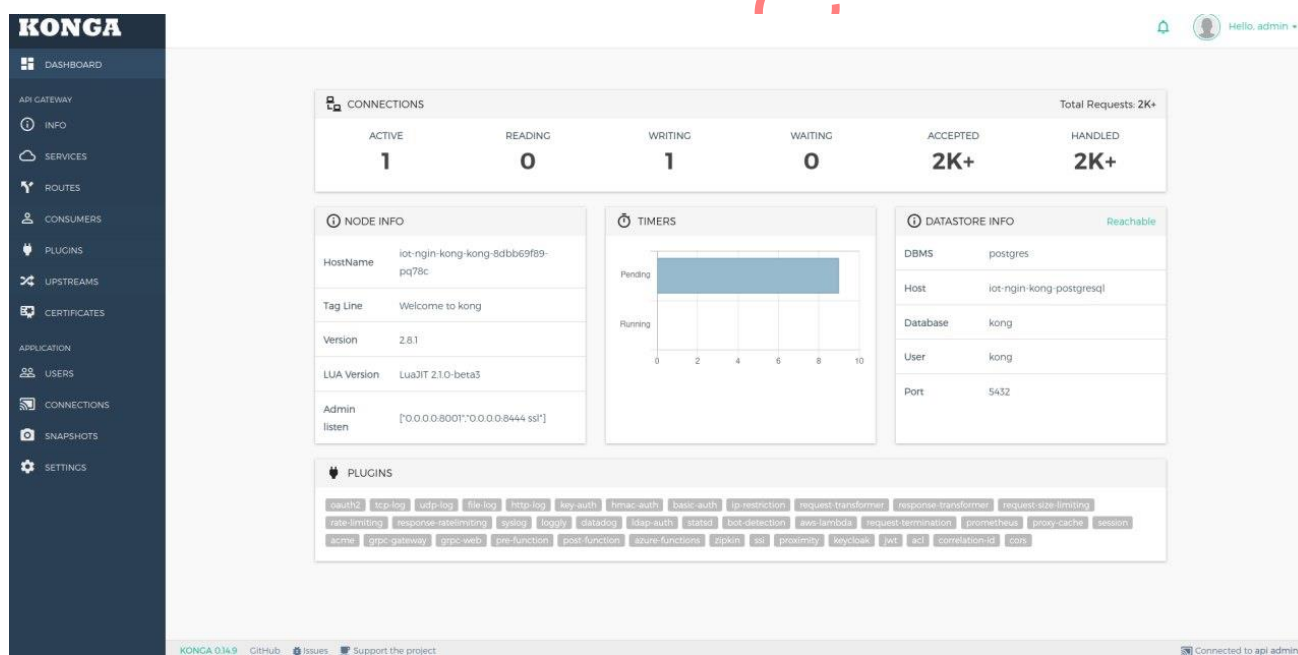 KONGA
Hello, admin
DASHBOARD
API GATEWAY
INFO
SERVICES
ROUTES
CONSUMERS
PLUGINS
UPSTREAMS
CERTIFICATES
APPLICATION
USERS
CONNECTIONS
SNAPSHOTS
SETTINGS
CONNECTIONS Total Requests: 2K+
ACTIVE READING WRITING WAITING ACCEPTED HANDLED
1 0 1 0 2K+ 2K+
NODE INFO
HostName iot-ngin-kong-kong-8dbb69f89-
pq78c
Tag Line Welcome to kong
Version 2.8.1
LUA Version LuaJIT 2.1.0-beta3
Admin
listen ["0.0.0.0:8001","0.0.0.0:8444 ssl"]
TIMERS
Pending
Running
0 2 4 6 8 10
DATASTORE INFO Reachable
DBMS postgres
Host iot-ngin-kong-postgresql
Database kong
User kong
Port 5432
PLUGINS
oauth2 tcp-log udp-log file-log http-log key-auth hmac-auth basic-auth ip-restriction request-transformer response-transformer request-size-limiting
rate-limiting response-ratelimiting syslog loggly datadog ldap-auth statsd bot-detection aws-lambda request-termination prometheus proxy-cache session
acme grpc-gateway grpc-web pre-function post-function azure-functions zipkin ssi proximity keycloak jwt acl correlation-id cors
KONGA 0.14.9 GitHub Issues Support the project Connected to api admin